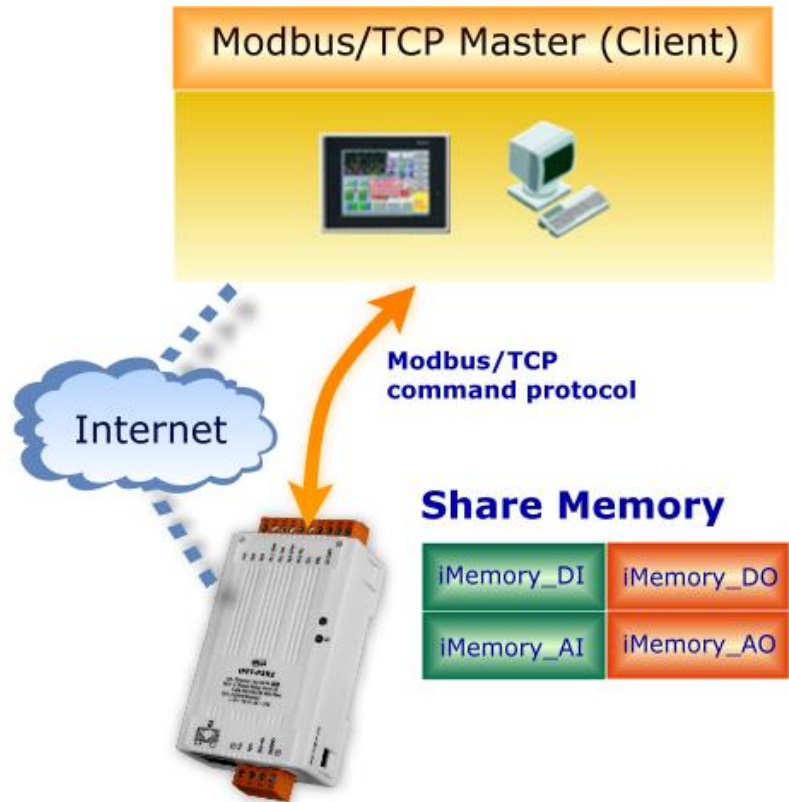 Modbus/TCP Master (Client)
Modbus/TCP
command protocol
Internet
Share Memory
iMemory_DI
iMemory_DO
iMemory_AI
iMemory_AO